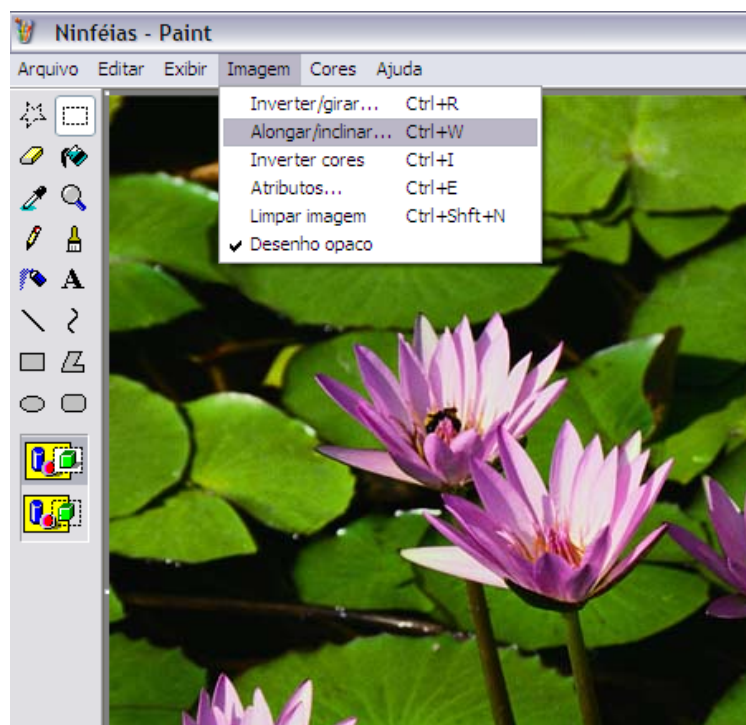 Ninféias - Paint
Arquivo Editar Exibir Imagem Cores Ajuda
Inverter/girar... Ctrl+R
Alongar/inclinar... Ctrl+W
Inverter cores Ctrl+I
Atributos... Ctrl+E
Limpar imagem Ctrl+Shft+N
Desenho opaco
A